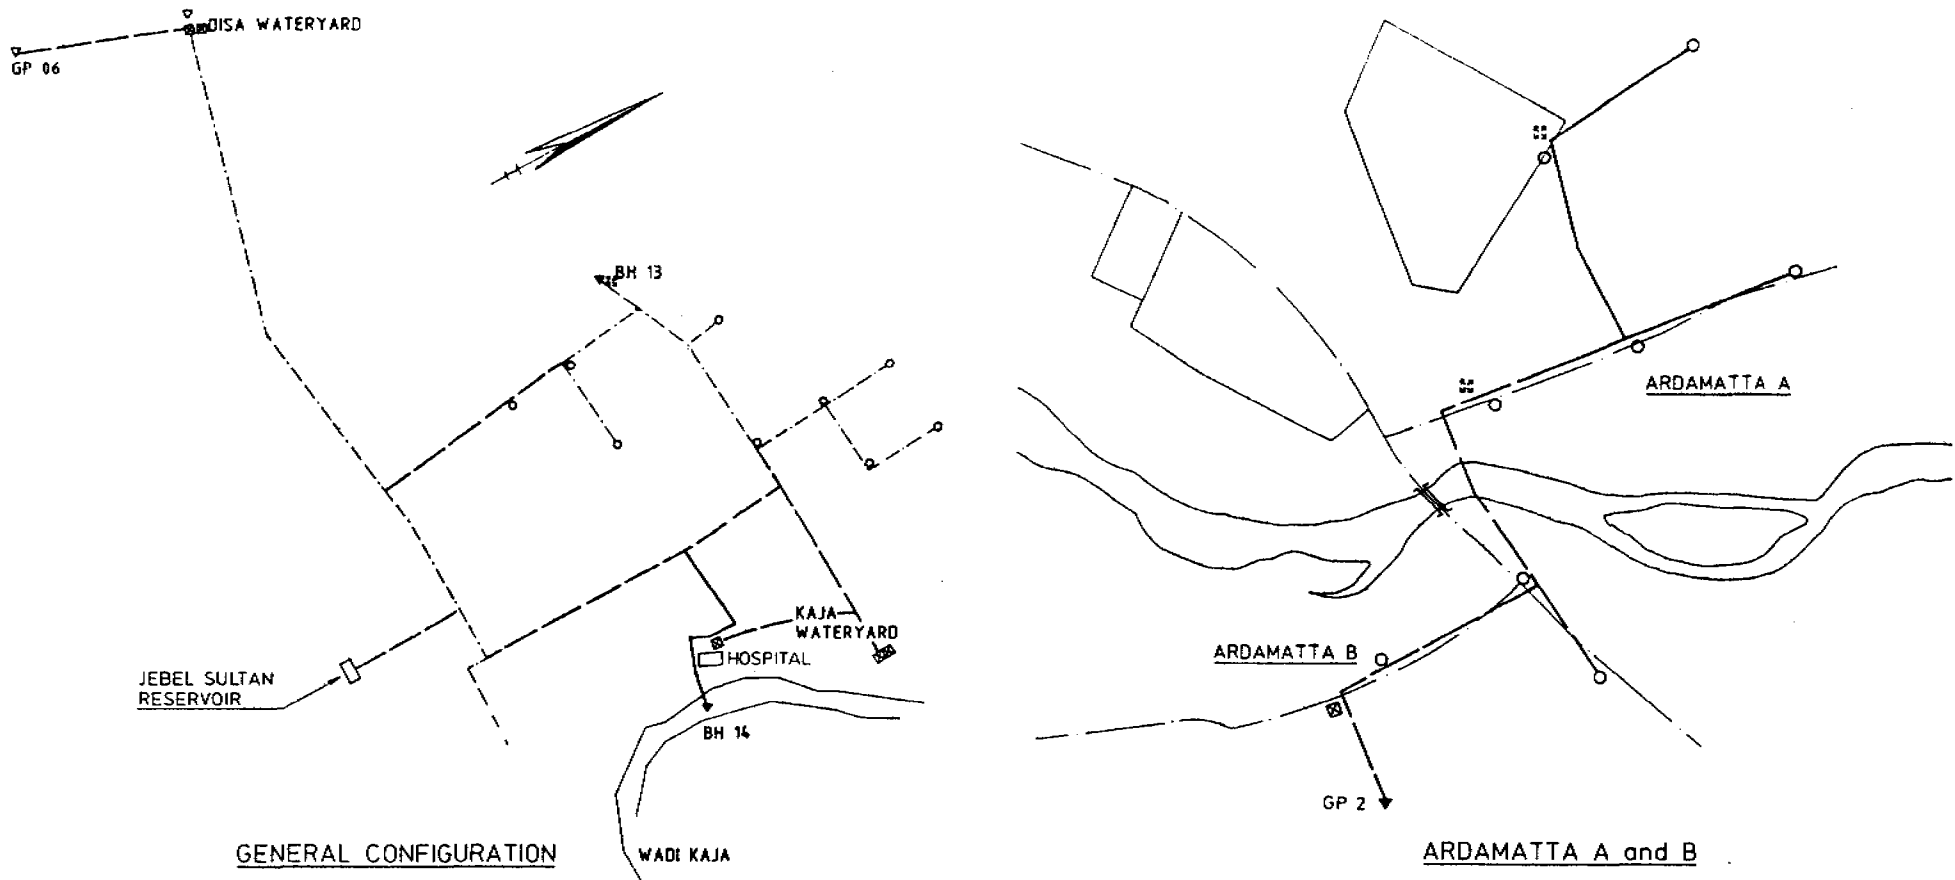 DISA WATERYARD
GP 06
BH 13
KAJA
WATERYARD
HOSPITAL
JEBEL SULTAN
RESERVOIR
BH 14
WADI KAJA
GENERAL CONFIGURATION
ARDAMATTA A
ARDAMATTA B
GP 2
ARDAMATTA A and B